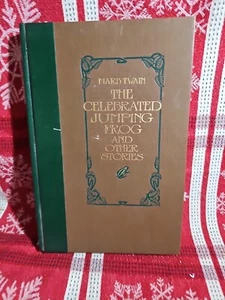 MARK TWAIN
THE
CELEBRATED
JUMPING
FROG
AND
OTHER
STORIES